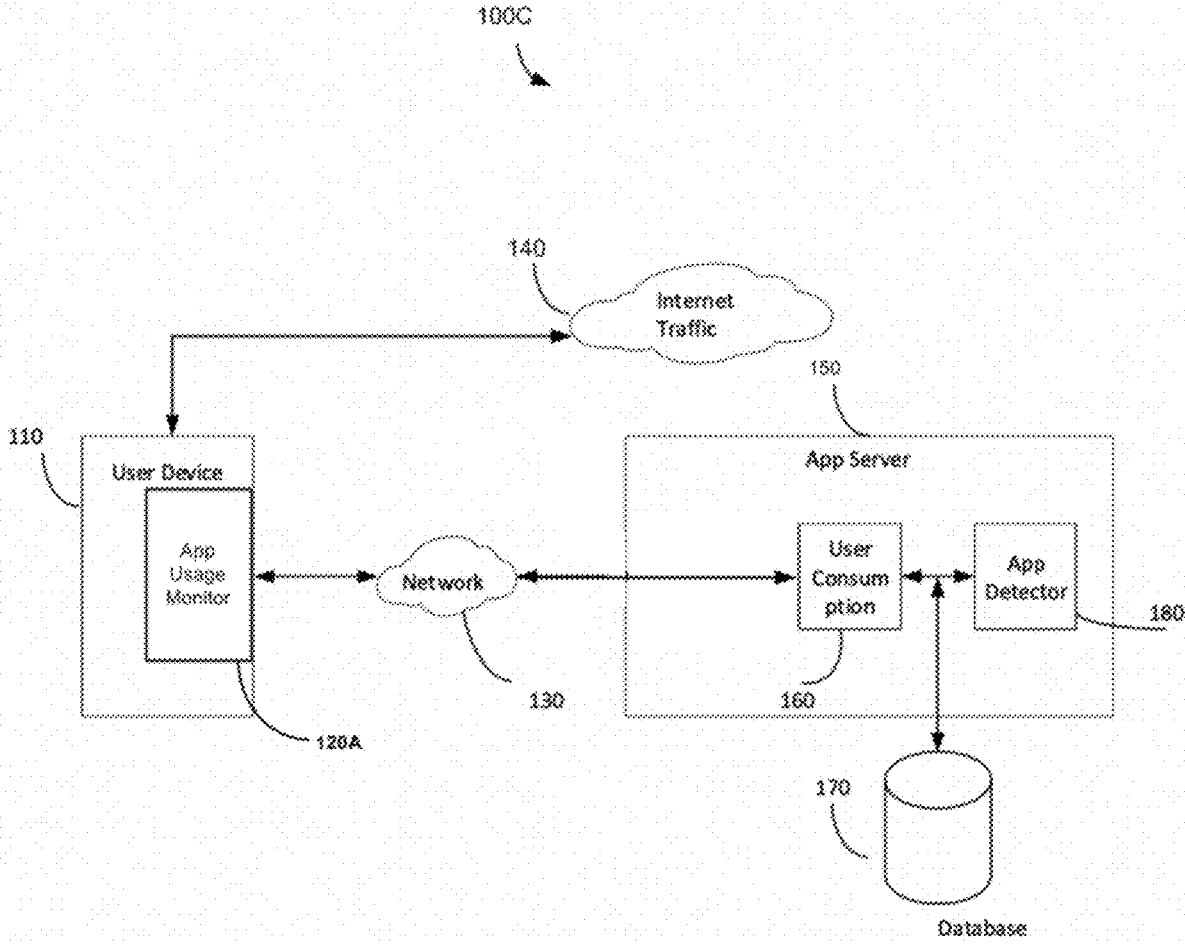 100C
140
Internet
Traffic
150
110
User Device
App Server
App
Usage
Monitor
Network
User
Consum
ption
App
Detector
180
130
160
120A
170
Database